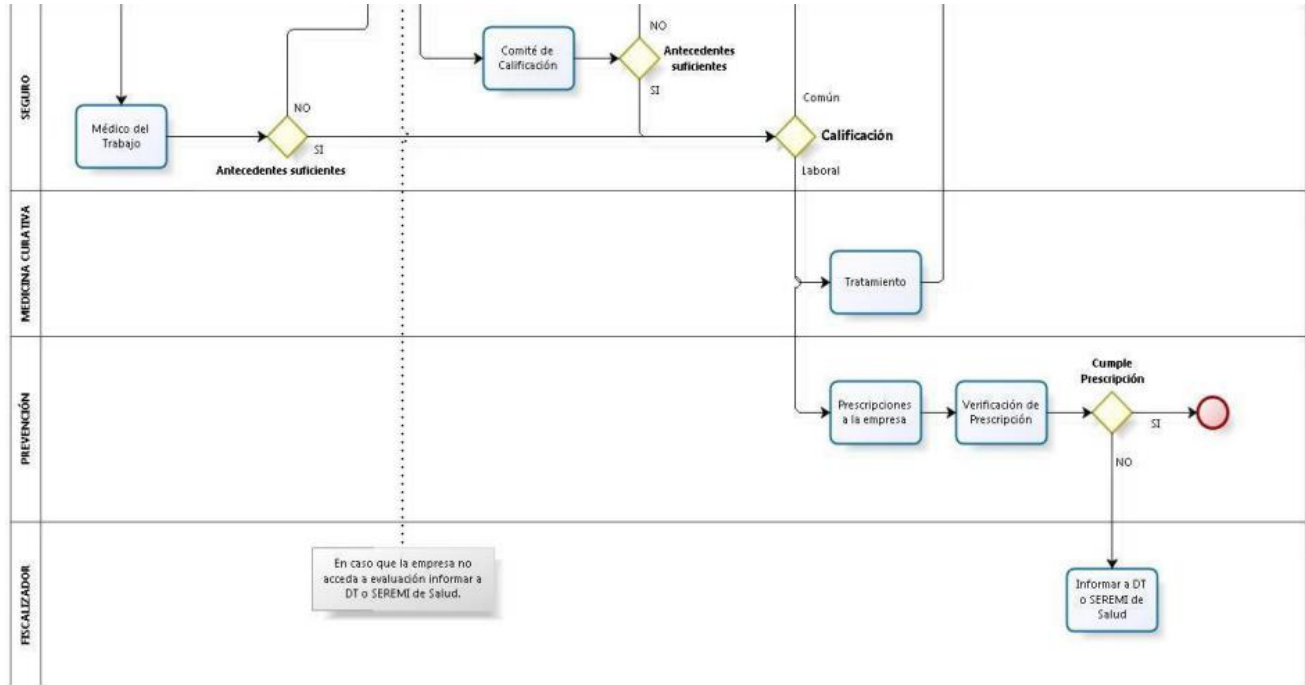 SEGURO
Médico del
Trabajo
NO
SI
Antecedentes suficientes
Comité de
Calificación
NO
Antecedentes
suficientes
SI
Común
Calificación
Laboral
MEDICINA CURATIVA
Tratamiento
PREVENCIÓN
Prescripciones
a la empresa
Verificación de
Prescripción
Cumple
Prescripción
SI
NO
FISCALIZADOR
En caso que la empresa no
acceda a evaluación informar a
DT o SEREMI de Salud.
Informar a DT
o SEREMI de
Salud